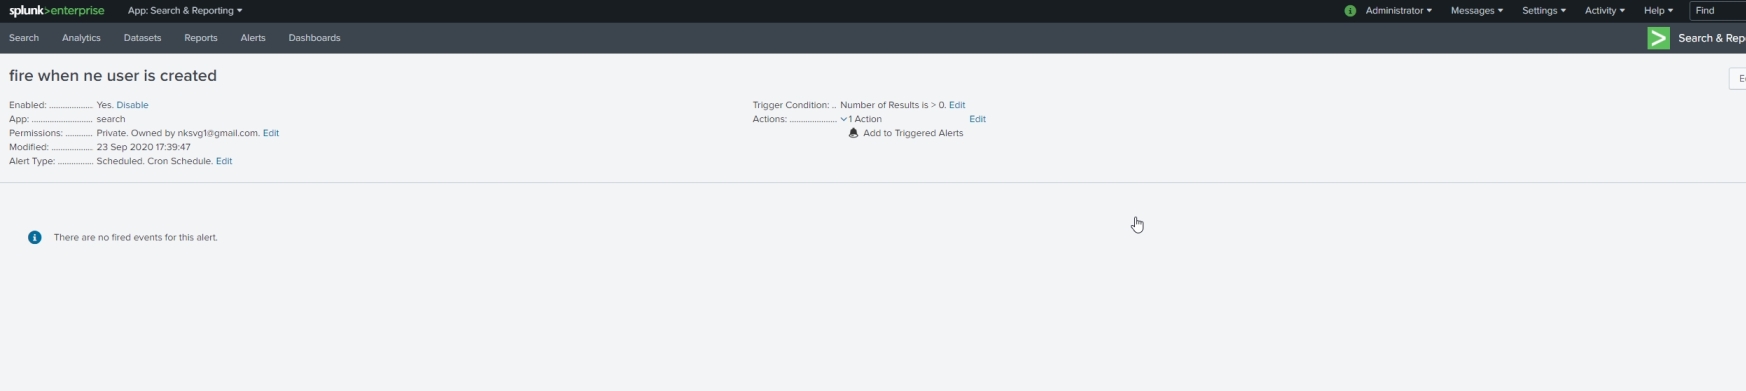 splunk>enterprise App: Search & Reporting Administrator Messages Settings Activity Help Find
Search Analytics Datasets Reports Alerts Dashboards Search & Rep
fire when ne user is created
Enabled: .................. Yes. Disable
App: .......................... search
Permissions: ........... Private. Owned by nksvg1@gmail.com. Edit
Modified: ................. 23 Sep 2020 17:39:47
Alert Type: ............... Scheduled. Cron Schedule. Edit
Trigger Condition: .. Number of Results is > 0. Edit
Actions: .................... 1 Action Edit
Add to Triggered Alerts
There are no fired events for this alert.